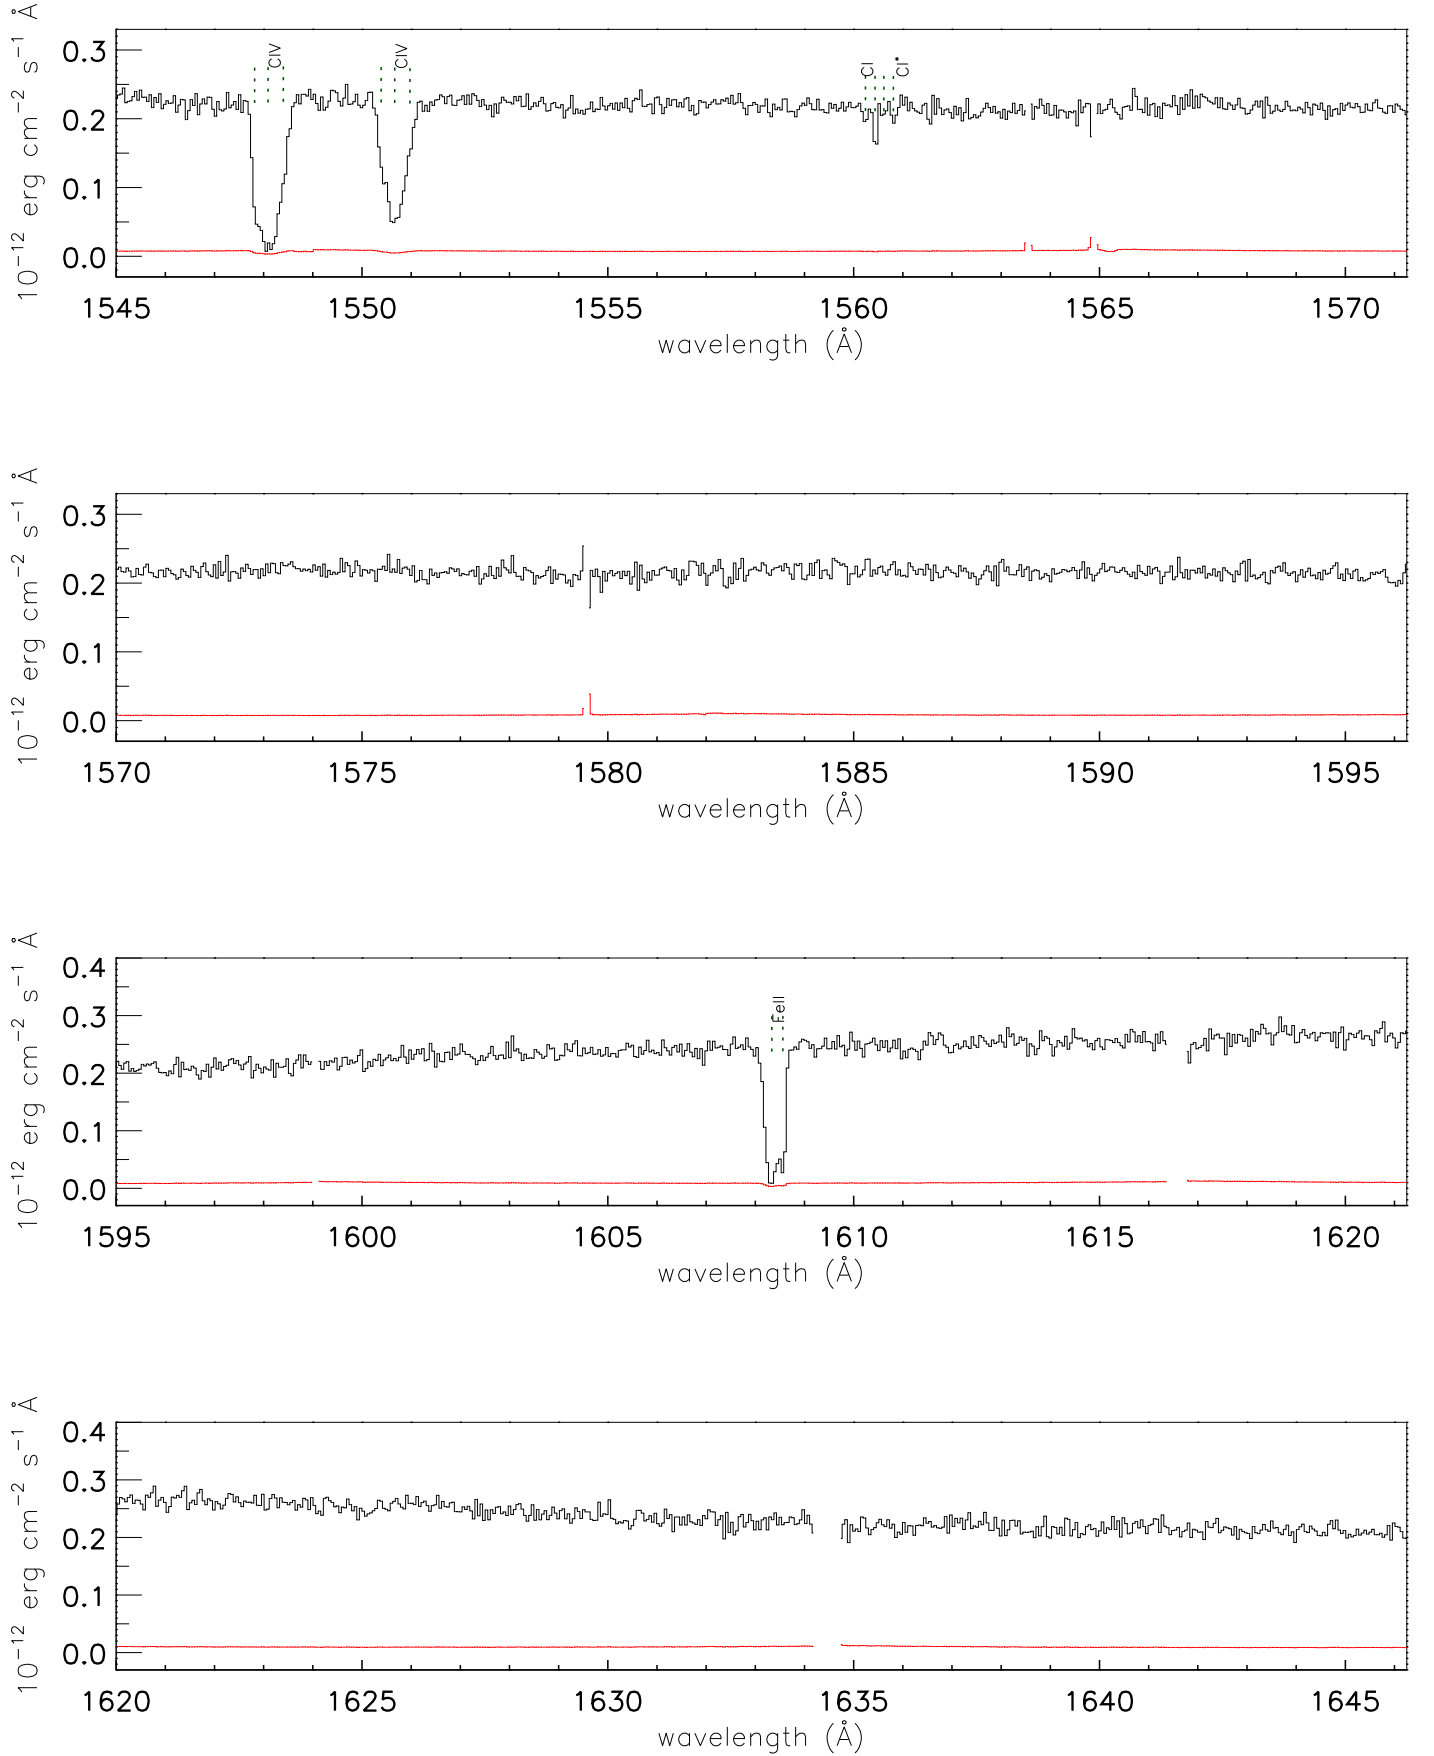 10⁻¹² erg cm⁻² s⁻¹ Å
0.3
0.2
0.1
0.0
CIV
CIV
CI
CI*
1545 1550 1555 1560 1565 1570
wavelength (Å)
10⁻¹² erg cm⁻² s⁻¹ Å
0.3
0.2
0.1
0.0
1570 1575 1580 1585 1590 1595
wavelength (Å)
10⁻¹² erg cm⁻² s⁻¹ Å
0.4
0.3
0.2
0.1
0.0
FeII
1595 1600 1605 1610 1615 1620
wavelength (Å)
10⁻¹² erg cm⁻² s⁻¹ Å
0.4
0.3
0.2
0.1
0.0
1620 1625 1630 1635 1640 1645
wavelength (Å)